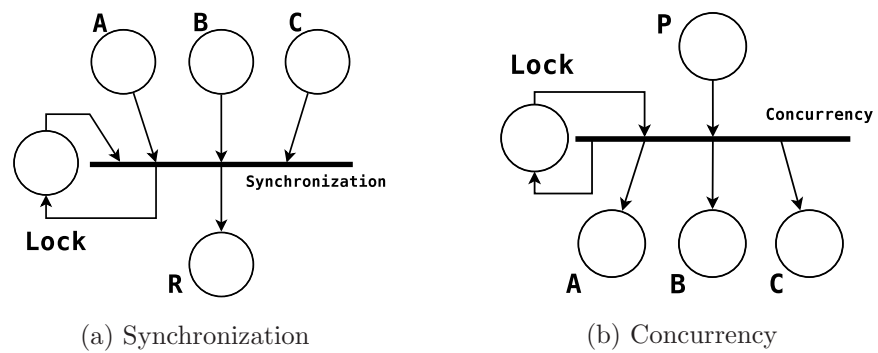 A B C
Lock
Synchronization
R
(a) Synchronization
P
Lock
Concurrency
A B C
(b) Concurrency